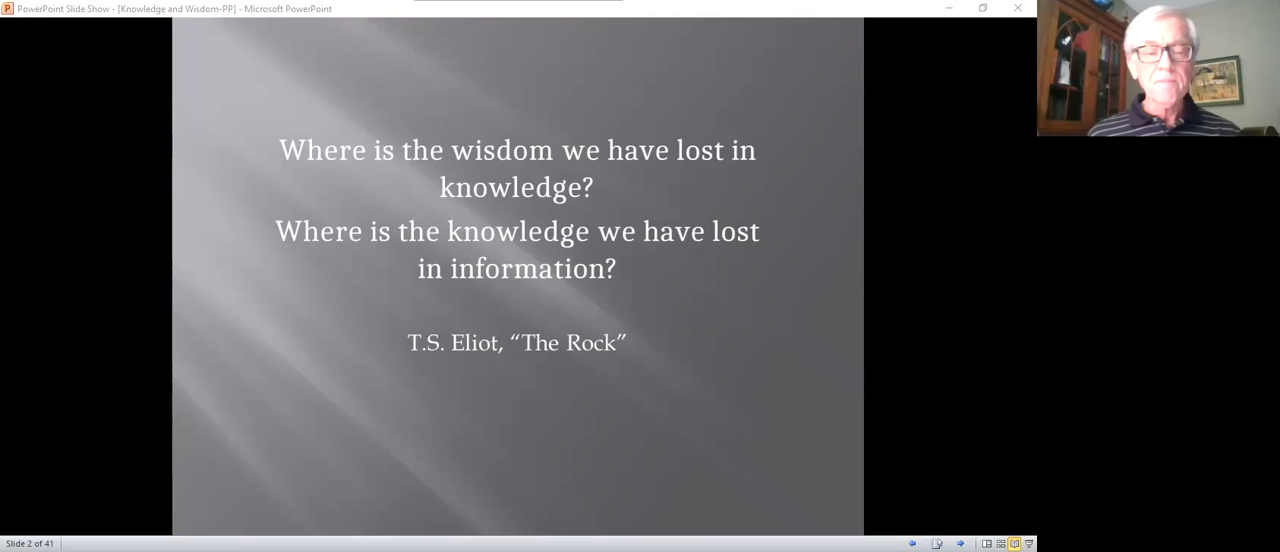 PowerPoint Slide Show - [Knowledge and Wisdom-PP] - Microsoft PowerPoint
Where is the wisdom we have lost in
knowledge?
Where is the knowledge we have lost
in information?
T.S. Eliot, “The Rock”
Slide 2 of 41